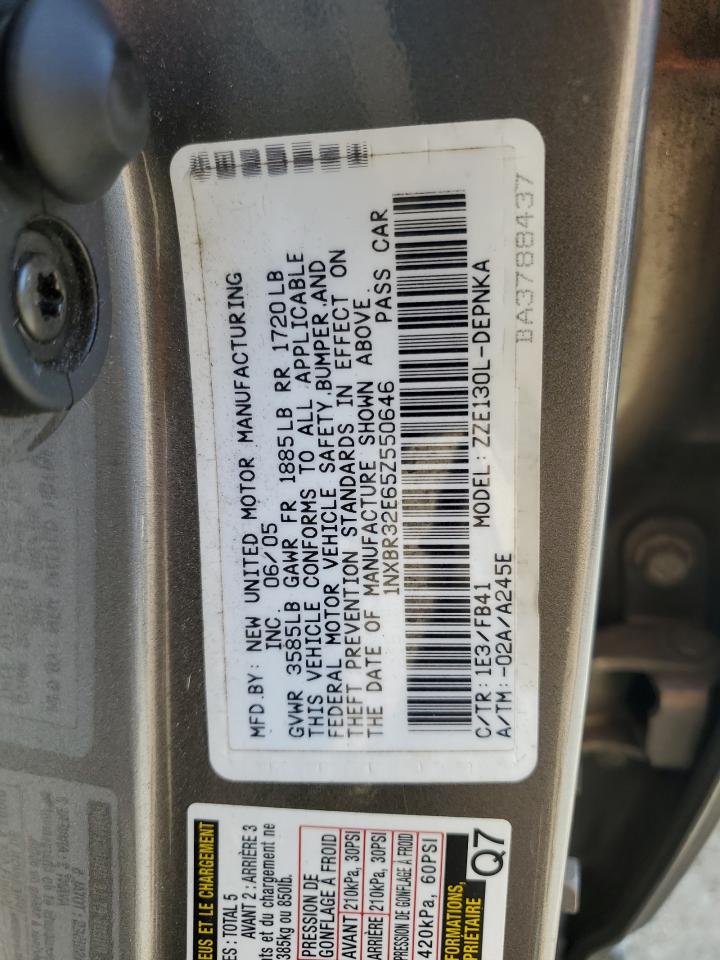 MFD.BY: NEW UNITED MOTOR MANUFACTURING
INC. 06/05
GVWR 3585LB GAWR FR 1885LB RR 1720LB
THIS VEHICLE CONFORMS TO ALL APPLICABLE
FEDERAL MOTOR VEHICLE SAFETY,BUMPER,AND
THEFT PREVENTION STANDARDS IN EFFECT ON
THE DATE OF MANUFACTURE SHOWN ABOVE.
1NXBR32E65Z550646 PASS CAR
C/TR: 1E3/FB41 MODEL: ZZE130L-DEPNKA
A/TM:-02A/A245E
BA3788437
EUS ET LE CHARGEMENT
ES : TOTAL 5
AVANT 2 : ARRIÈRE 3
nts et du chargement ne
385kg ou 850lb.
PRESSION DE
GONFLAGE À FROID
AVANT 210kPa, 30PSI
ARRIÈRE 210kPa, 30PSI
PRESSION DE GONFLAGE À FROID
420kPa, 60PSI
FORMATIONS,
PRIETAIRE
Q7